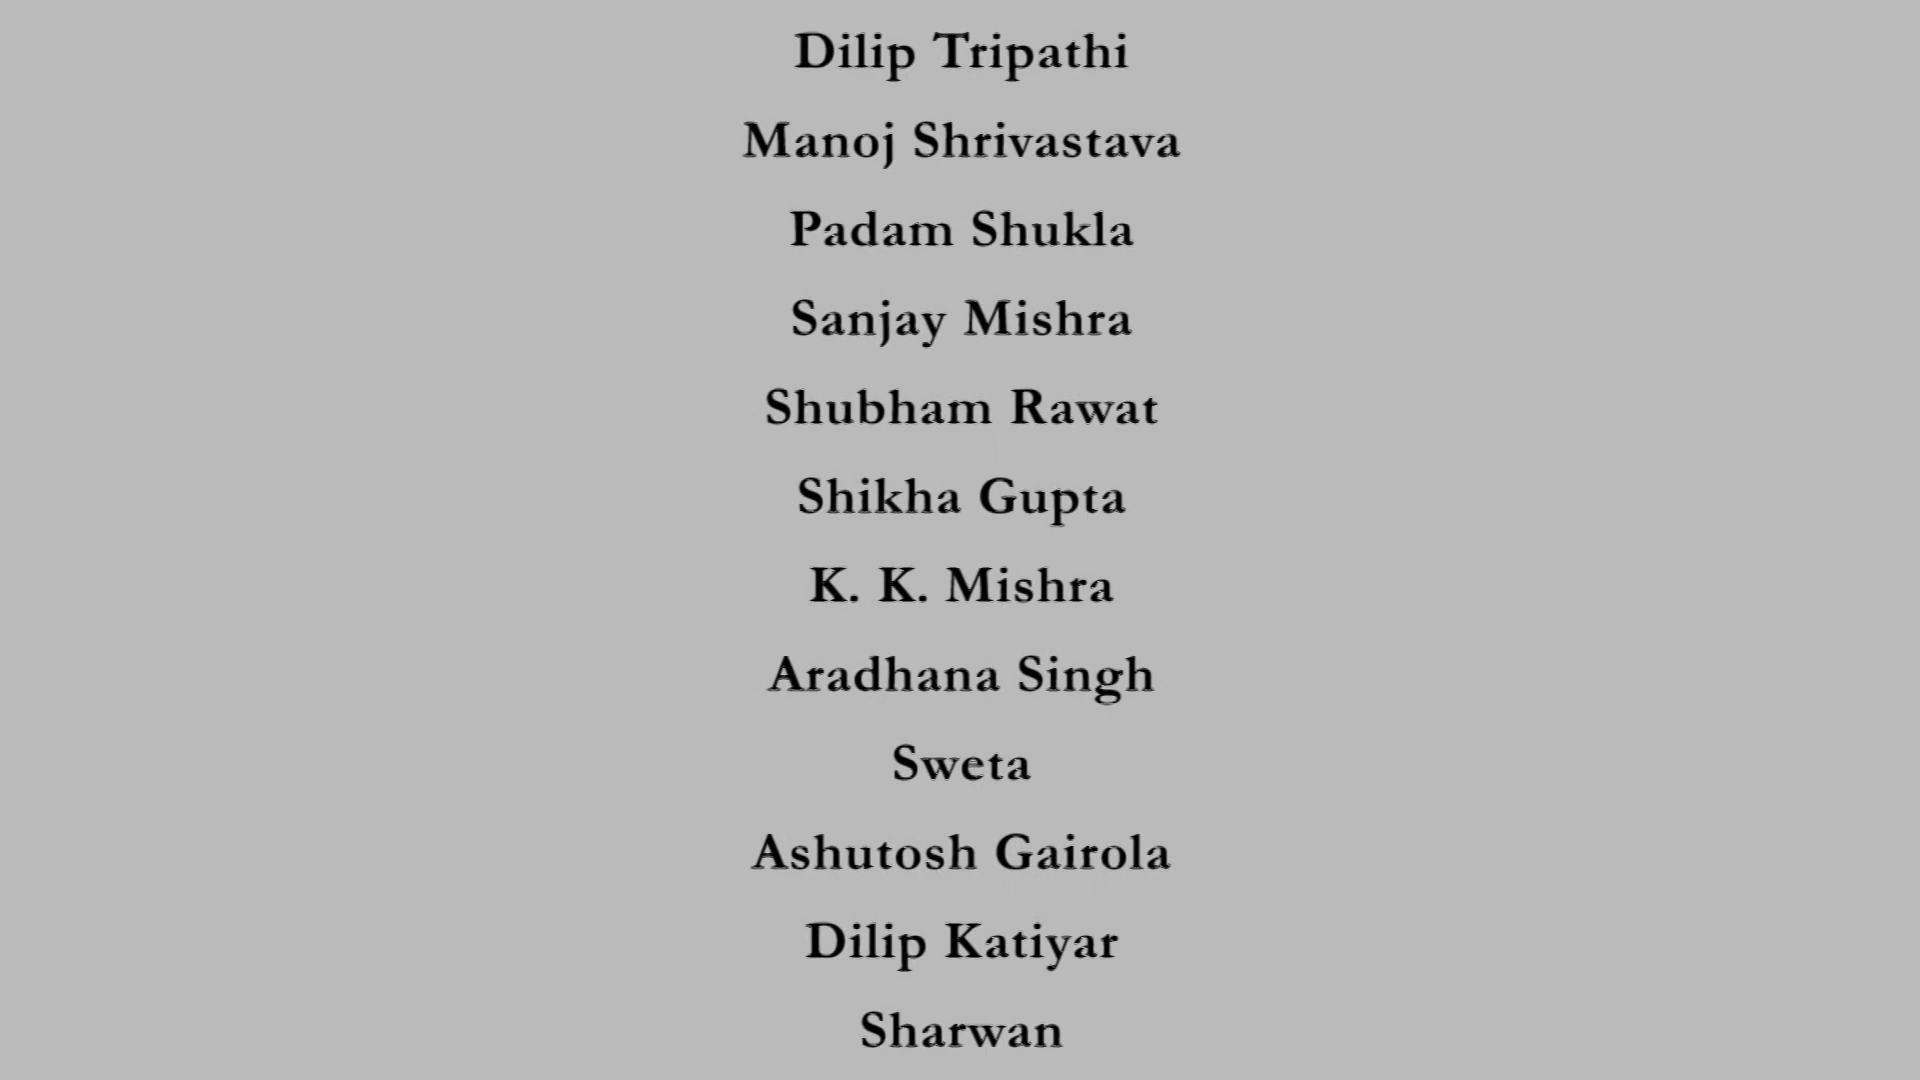 Dilip Tripathi
Manoj Shrivastava
Padam Shukla
Sanjay Mishra
Shubham Rawat
Shikha Gupta
K. K. Mishra
Aradhana Singh
Sweta
Ashutosh Gairola
Dilip Katiyar
Sharwan